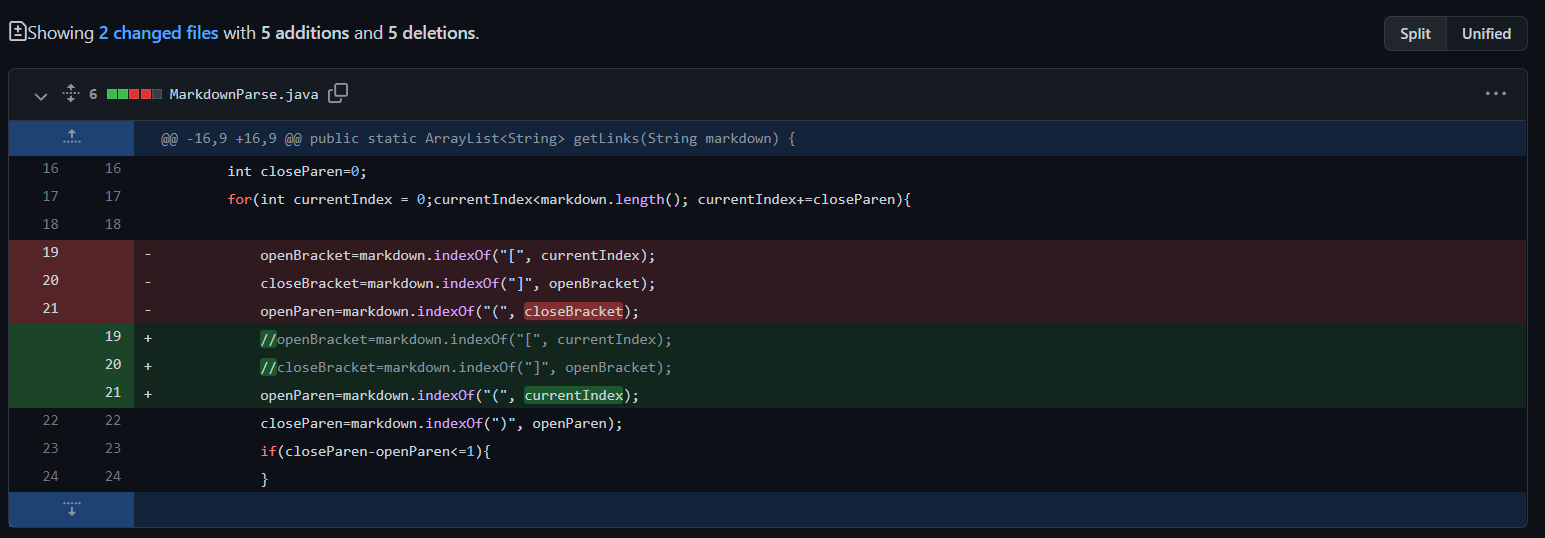 Showing 2 changed files with 5 additions and 5 deletions.
Split Unified
6 MarkdownParse.java
@@ -16,9 +16,9 @@ public static ArrayList<String> getLinks(String markdown) {
16 16 int closeParen=0;
17 17 for(int currentIndex = 0;currentIndex<markdown.length(); currentIndex+=closeParen){
18 18
19 - openBracket=markdown.indexOf("[", currentIndex);
20 - closeBracket=markdown.indexOf("]", openBracket);
21 - openParen=markdown.indexOf("(", closeBracket);
19 + //openBracket=markdown.indexOf("[", currentIndex);
20 + //closeBracket=markdown.indexOf("]", openBracket);
21 + openParen=markdown.indexOf("(", currentIndex);
22 22 closeParen=markdown.indexOf(")", openParen);
23 23 if(closeParen-openParen<=1){
24 24 }